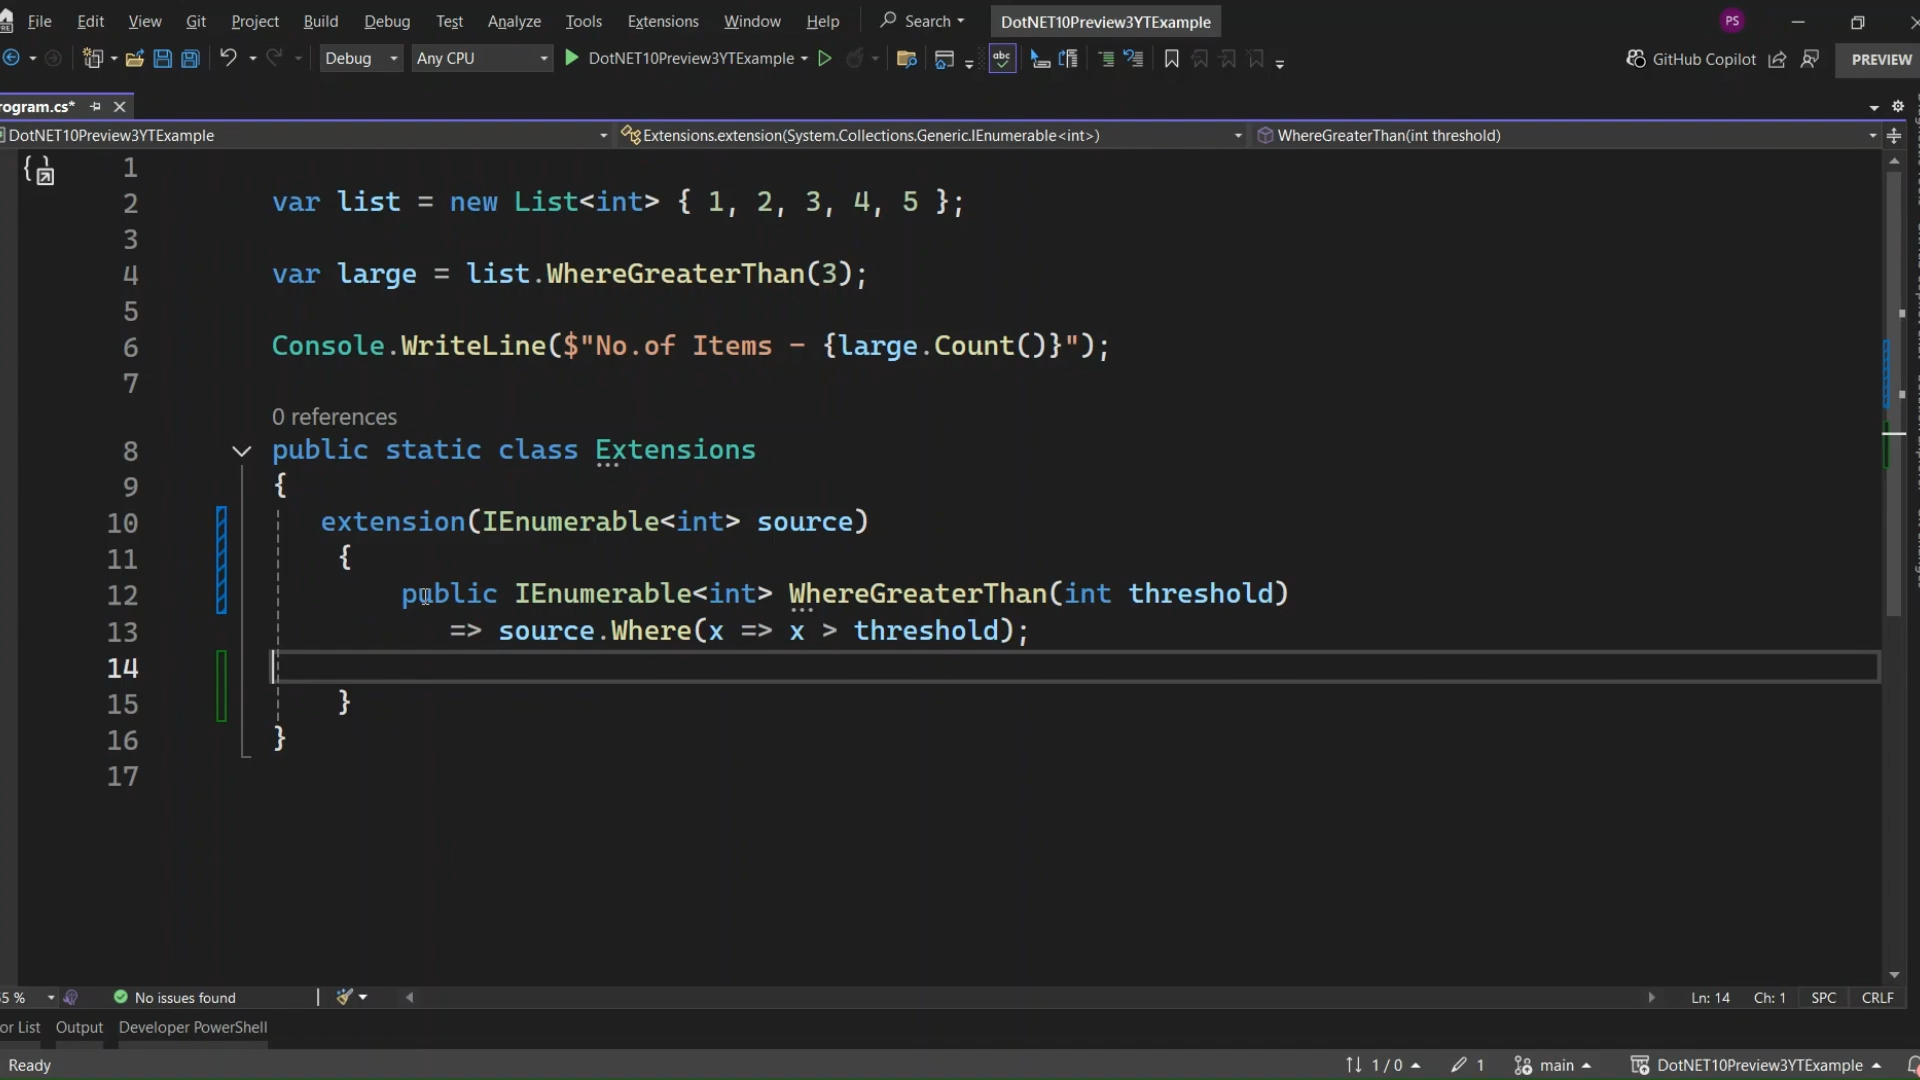 File Edit View Git Project Build Debug Test Analyze Tools Extensions Window Help Search DotNET10Preview3YTExample PS
Debug Any CPU DotNET10Preview3YTExample abc GitHub Copilot PREVIEW
rogram.cs*
DotNET10Preview3YTExample Extensions.extension(System.Collections.Generic.IEnumerable<int>) WhereGreaterThan(int threshold)
1
2 var list = new List<int> { 1, 2, 3, 4, 5 };
3
4 var large = list.WhereGreaterThan(3);
5
6 Console.WriteLine($"No.of Items - {large.Count()}");
7
0 references
8 public static class Extensions
9 {
10 extension(IEnumerable<int> source)
11 {
12 public IEnumerable<int> WhereGreaterThan(int threshold)
13 => source.Where(x => x > threshold);
14
15 }
16 }
17
5 % No issues found Ln: 14 Ch: 1 SPC CRLF
or List Output Developer PowerShell
Ready 1 / 0 1 main DotNET10Preview3YTExample